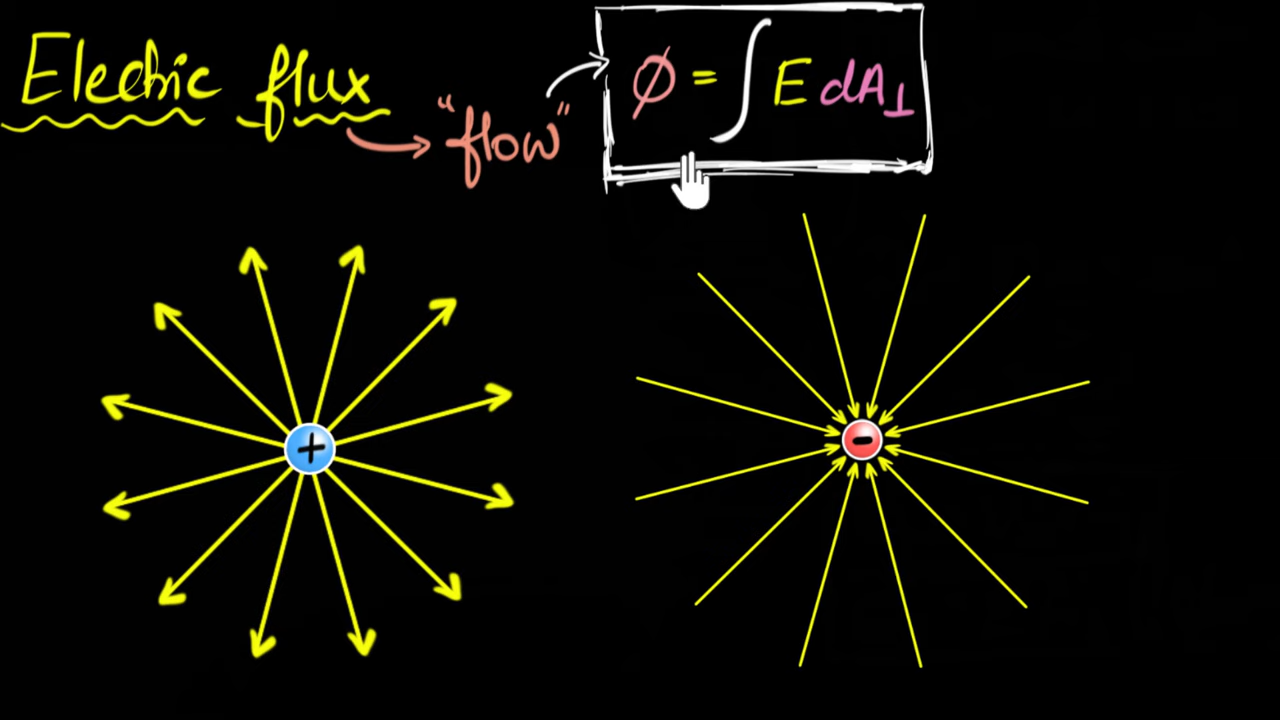 Electric flux
"flow"
φ = ∫ E dA⊥
+
-